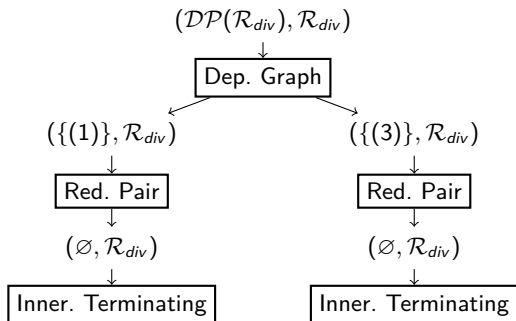 (𝒟𝒫(ℛdiv), ℛdiv)
Dep. Graph
({(1)}, ℛdiv) ({(3)}, ℛdiv)
Red. Pair Red. Pair
(∅, ℛdiv) (∅, ℛdiv)
Inner. Terminating Inner. Terminating